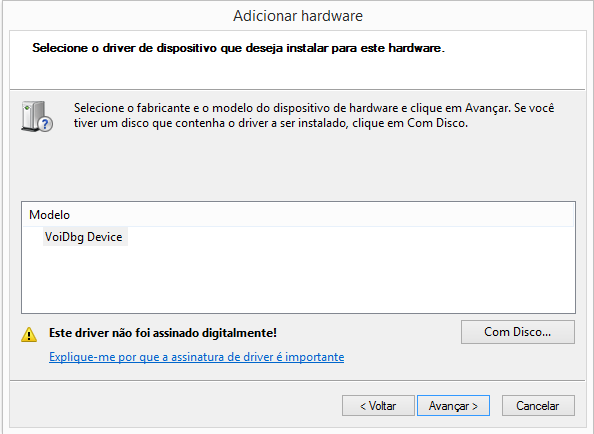 Adicionar hardware
Selecione o driver de dispositivo que deseja instalar para este hardware.
Selecione o fabricante e o modelo do dispositivo de hardware e clique em Avançar. Se você
tiver um disco que contenha o driver a ser instalado, clique em Com Disco.
Modelo
VoiDbg Device
Este driver não foi assinado digitalmente!
Com Disco...
Explique-me por que a assinatura de driver é importante
< Voltar
Avançar >
Cancelar